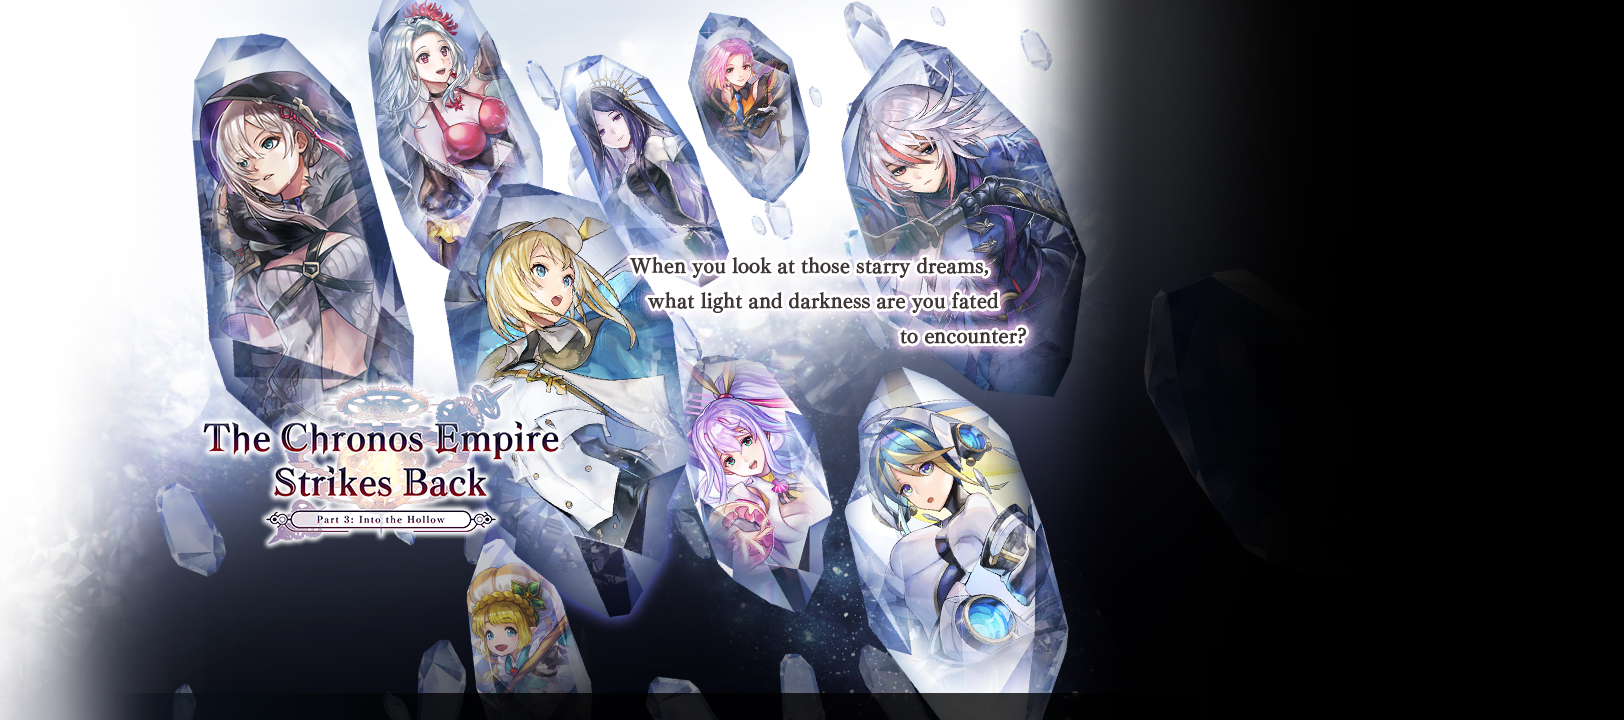 When you look at those starry dreams,
what light and darkness are you fated
to encounter?
The Chronos Empire
Strikes Back
Part 3: Into the Hollow